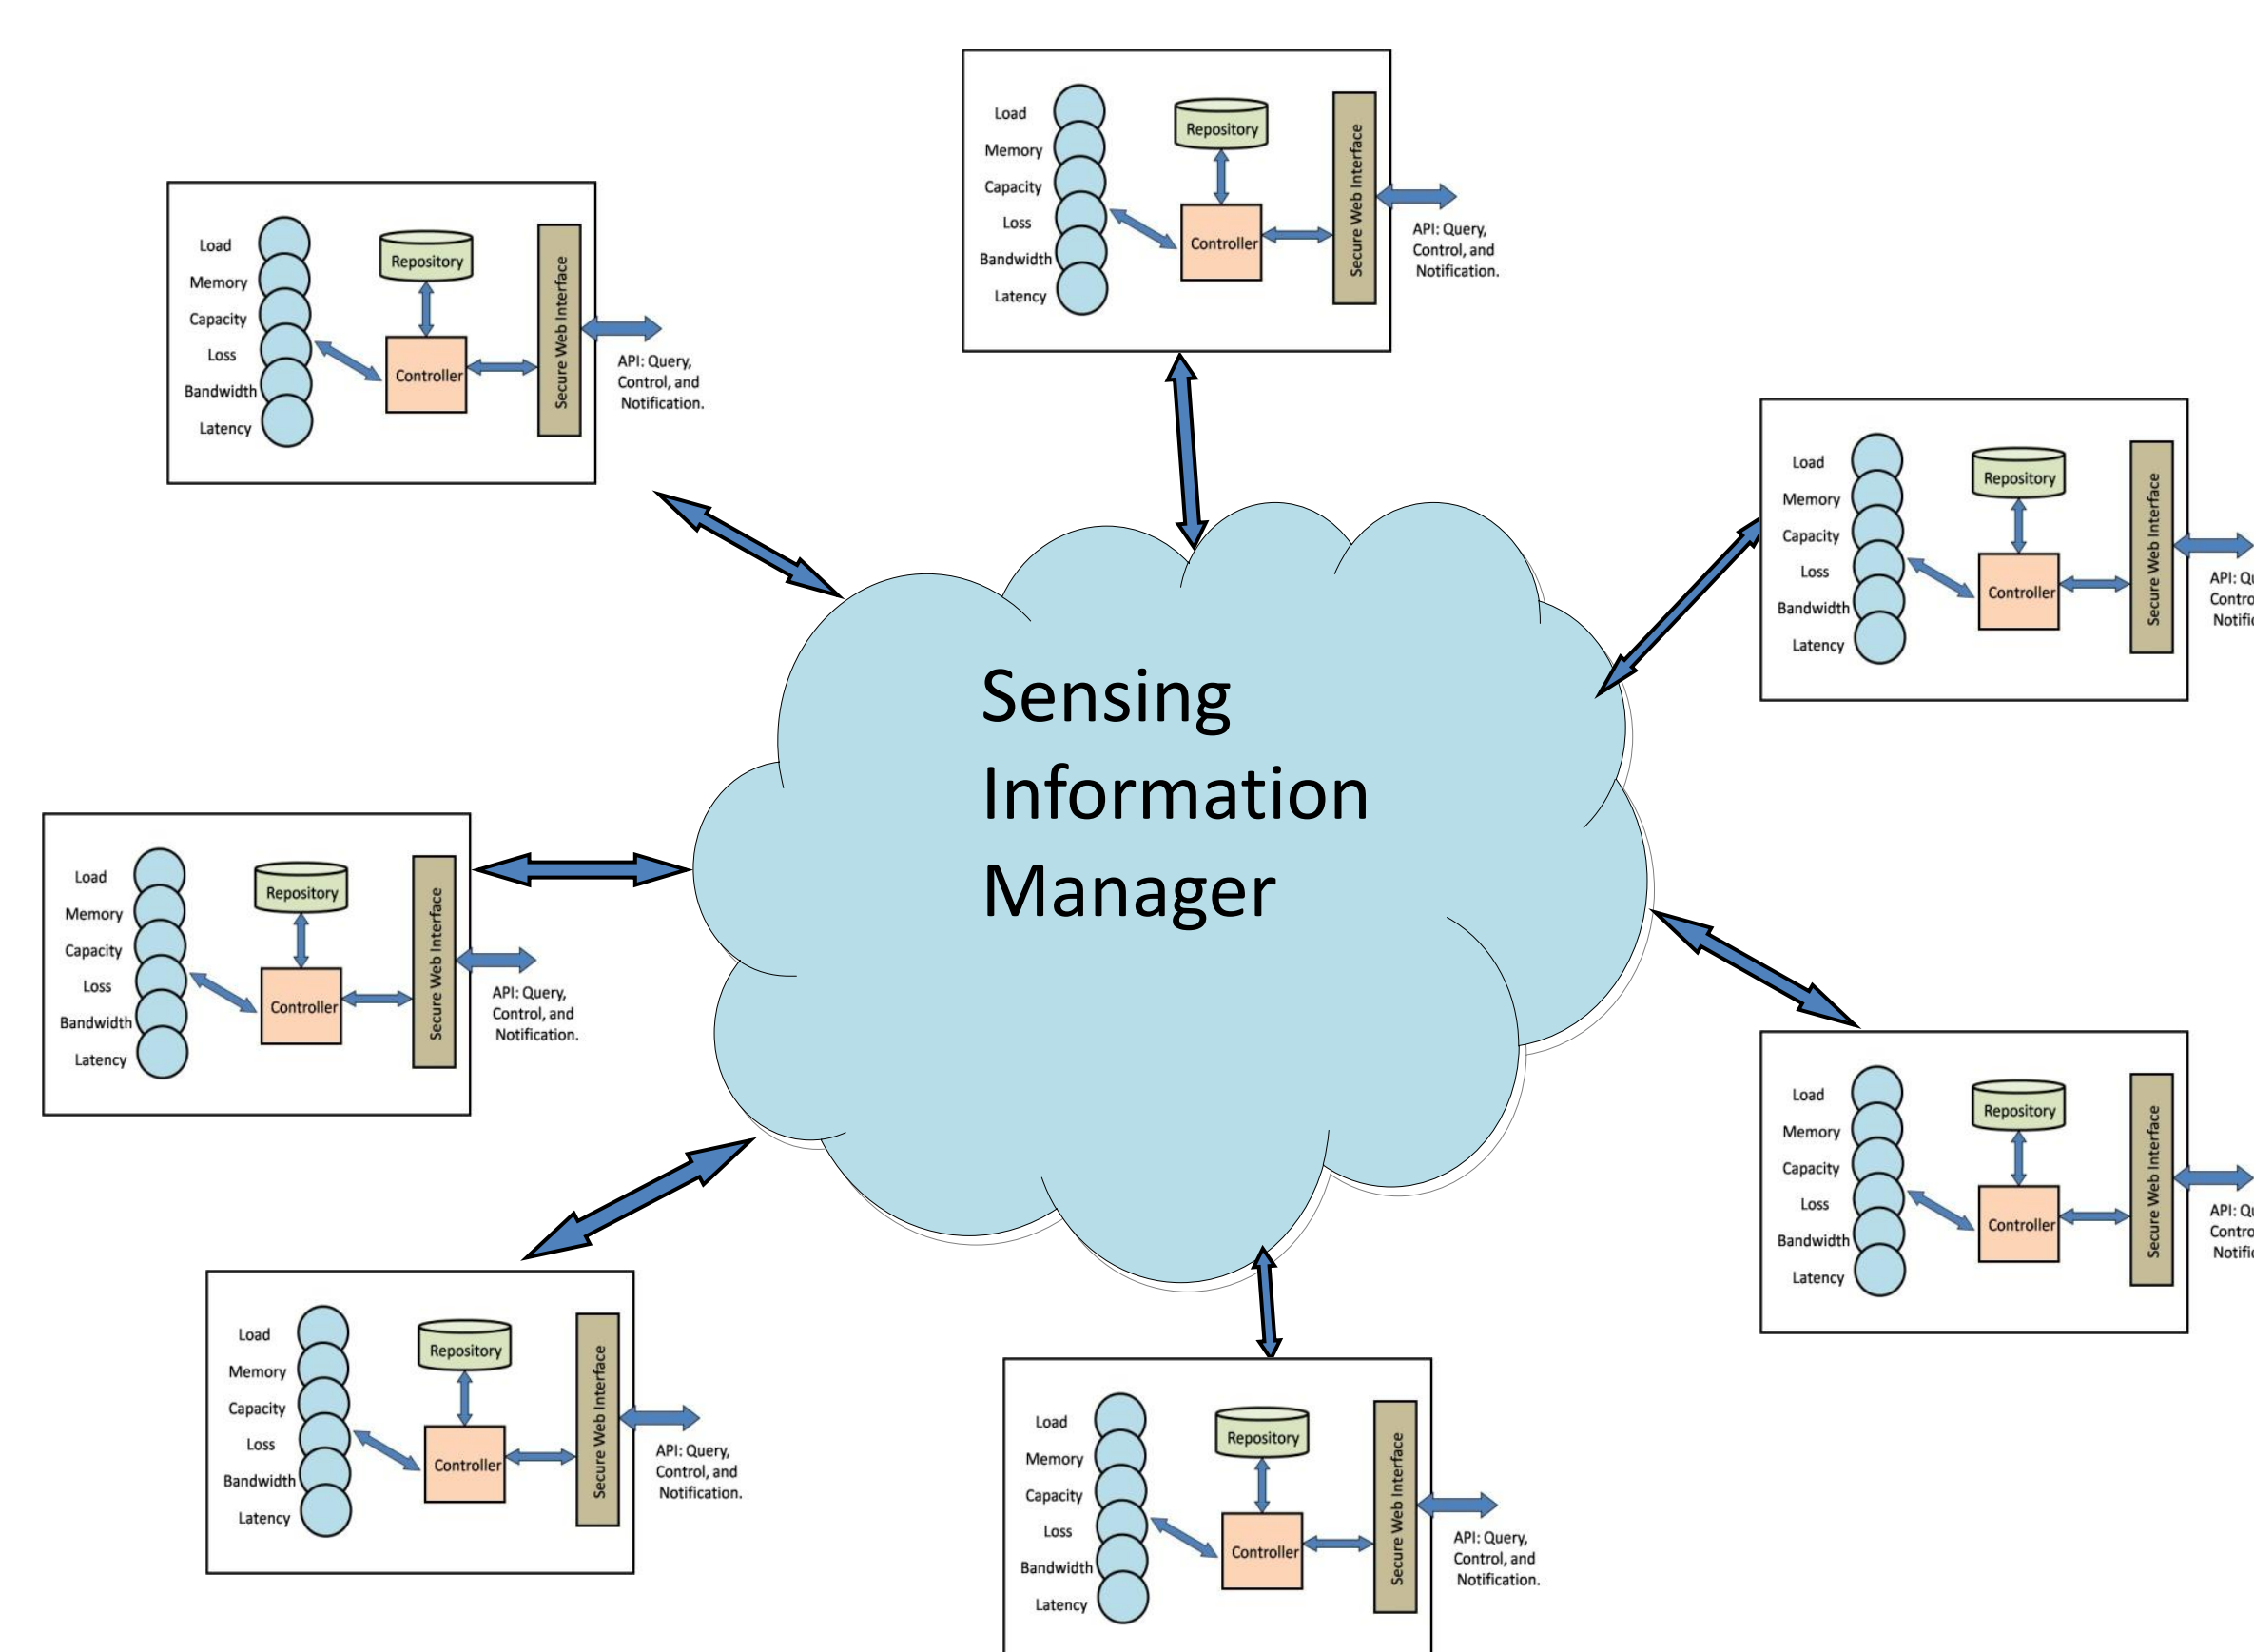 Load
Memory
Capacity
Loss
Bandwidth
Latency
Repository
Controller
Secure Web Interface
API: Query,
Control, and
Notification.
Load
Memory
Capacity
Loss
Bandwidth
Latency
Repository
Controller
Secure Web Interface
API: Query,
Control, and
Notification.
Load
Memory
Capacity
Loss
Bandwidth
Latency
Repository
Controller
Secure Web Interface
API:
Sensing
Information
Manager
Load
Memory
Capacity
Loss
Bandwidth
Latency
Repository
Controller
Secure Web Interface
API: Query,
Control, and
Notification.
Load
Memory
Capacity
Loss
Bandwidth
Latency
Repository
Controller
Secure Web Interface
API:
Load
Memory
Capacity
Loss
Bandwidth
Latency
Repository
Controller
Secure Web Interface
API: Query,
Control, and
Notification.
Load
Memory
Capacity
Loss
Bandwidth
Latency
Repository
Controller
Secure Web Interface
API: Query,
Control, and
Notification.